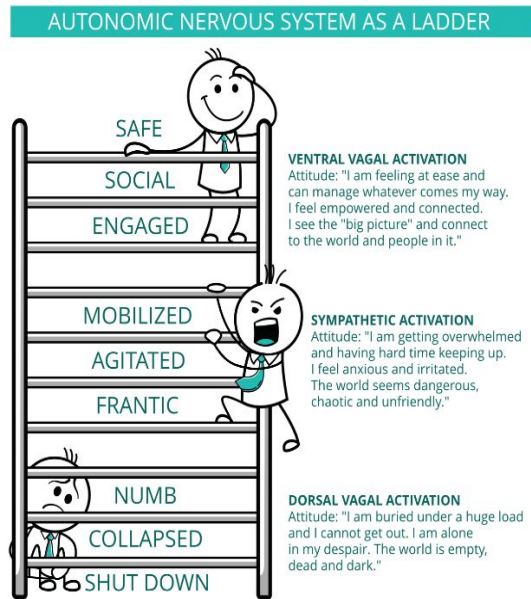 AUTONOMIC NERVOUS SYSTEM AS A LADDER
SAFE
SOCIAL
ENGAGED
VENTRAL VAGAL ACTIVATION
Attitude: "I am feeling at ease and
can manage whatever comes my way.
I feel empowered and connected.
I see the "big picture" and connect
to the world and people in it."
MOBILIZED
AGITATED
FRANTIC
SYMPATHETIC ACTIVATION
Attitude: "I am getting overwhelmed
and having hard time keeping up.
I feel anxious and irritated.
The world seems dangerous,
chaotic and unfriendly."
NUMB
COLLAPSED
SHUT DOWN
DORSAL VAGAL ACTIVATION
Attitude: "I am buried under a huge load
and I cannot get out. I am alone
in my despair. The world is empty,
dead and dark."